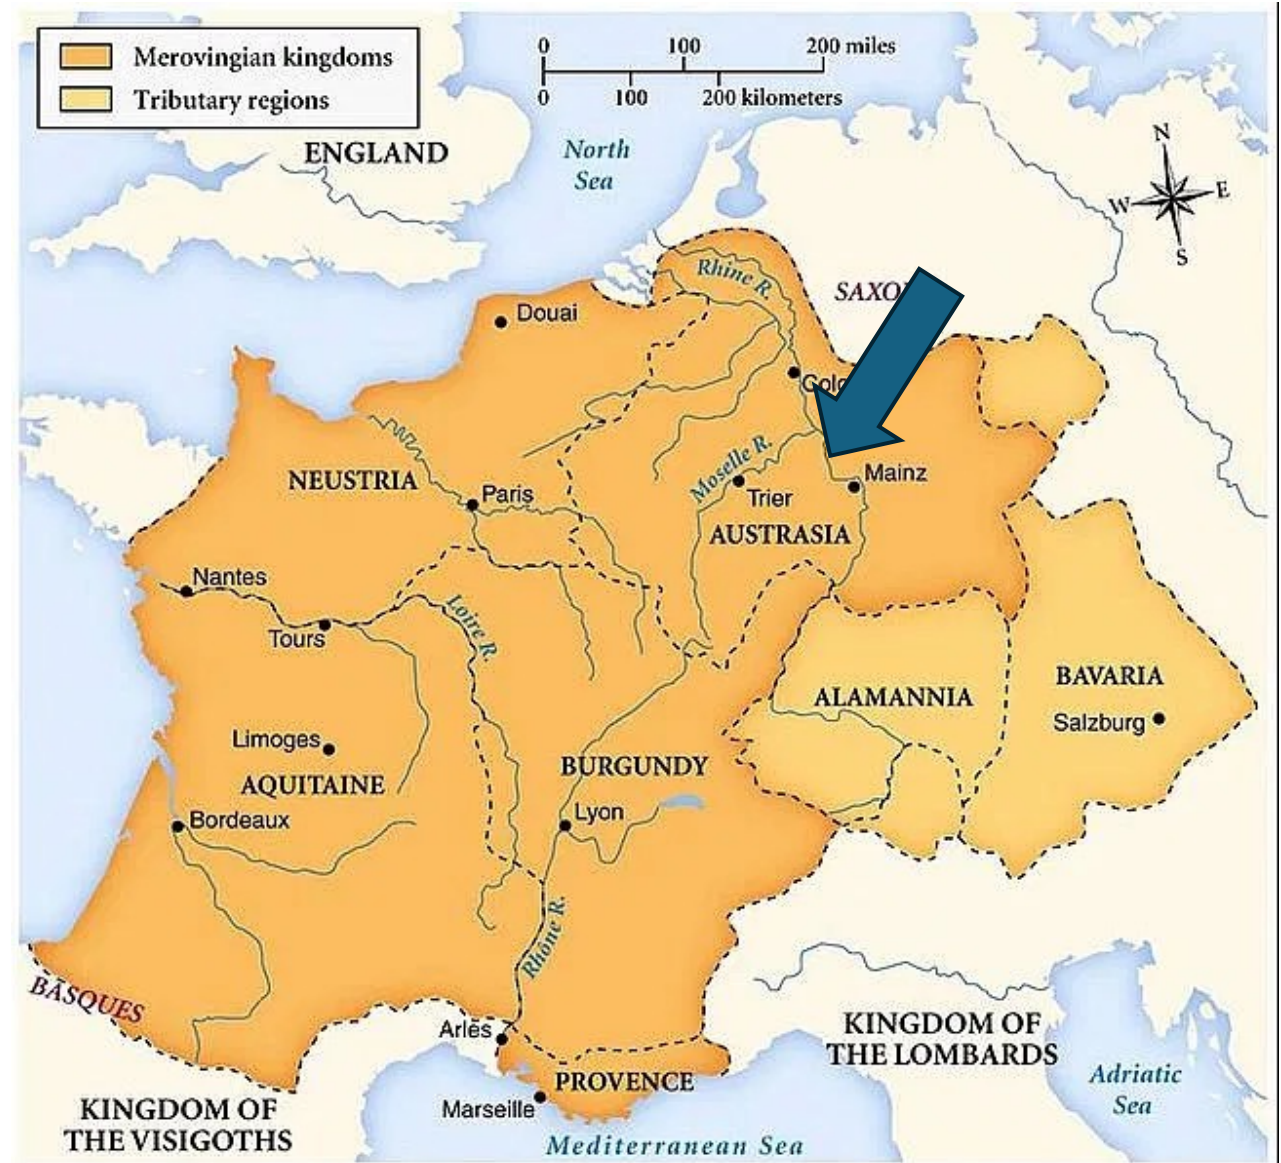 Merovingian kingdoms
Tributary regions
0 100 200 miles
0 100 200 kilometers
ENGLAND
North
Sea
N
W E
S
Rhine R.
Douai
NEUSTRIA
Paris
Moselle R.
Trier
Mainz
AUSTRASIA
Nantes
Tours
Loire R.
Limoges
AQUITAINE
Bordeaux
BURGUNDY
Lyon
ALAMANNIA
BAVARIA
Salzburg
Rhône R.
BASQUES
Arles
PROVENCE
Marseille
KINGDOM OF
THE VISIGOTHS
KINGDOM OF
THE LOMBARDS
Adriatic
Sea
Mediterranean Sea